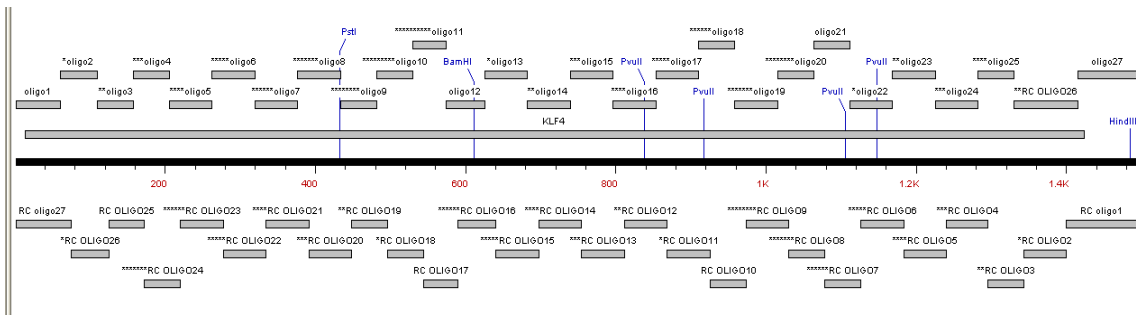 **********oligo11 ******oligo18 oligo21
PstI
*oligo2 ***oligo4 *****oligo6 *******oligo8 *********oligo10 BamHI *oligo13 ***oligo15 PvuII *****oligo17 ******oligo20 PvuII **oligo23 ****oligo25 oligo27
oligo1 **oligo3 ****oligo5 ******oligo7 ********oligo9 oligo12 **oligo14 ****oligo16 PvuII *******oligo19 PvuII *oligo22 ***oligo24 **RC OLIGO26
KLF4 HindIII
200 400 600 800 1K 1.2K 1.4K
RC oligo27 RC OLIGO25 ******RC OLIGO23 ****RC OLIGO21 **RC OLIGO19 ******RC OLIGO16 ****RC OLIGO14 **RC OLIGO12 ********RC OLIGO9 ******RC OLIGO6 ***RC OLIGO4 RC oligo1
*RC OLIGO26 *****RC OLIGO22 ***RC OLIGO20 *RC OLIGO18 *****RC OLIGO15 ***RC OLIGO13 *RC OLIGO11 *******RC OLIGO8 ****RC OLIGO5 *RC OLIGO2
*******RC OLIGO24 RC OLIGO17 RC OLIGO10 ******RC OLIGO7 **RC OLIGO3